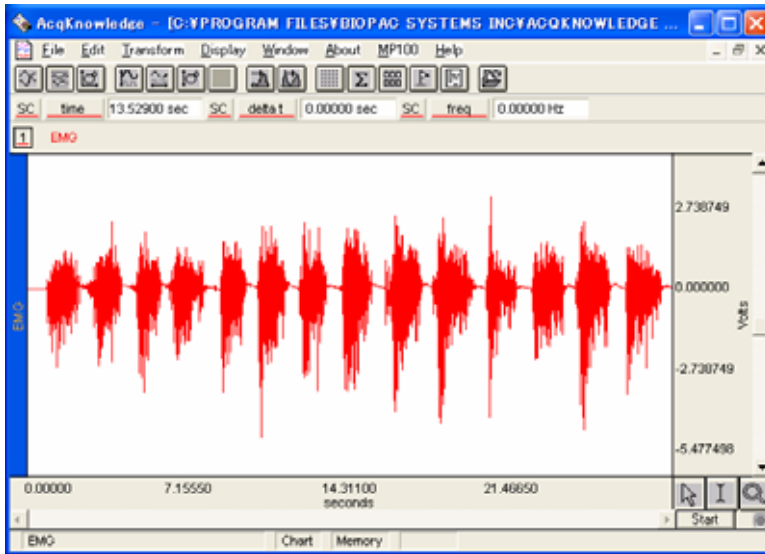 AcqKnowledge - [C:¥PROGRAM FILES¥BIOPAC SYSTEMS INC¥ACQKNOWLEDGE ...
File Edit Transform Display Window About MP100 Help
SC time 13.52900 sec SC delta t 0.00000 sec SC freq 0.00000 Hz
1 EMG
2.738749
0.000000
-2.738749
-5.477498
Volts
EMG
0.00000 7.15550 14.31100 21.46650
seconds
Start
EMG Chart Memory